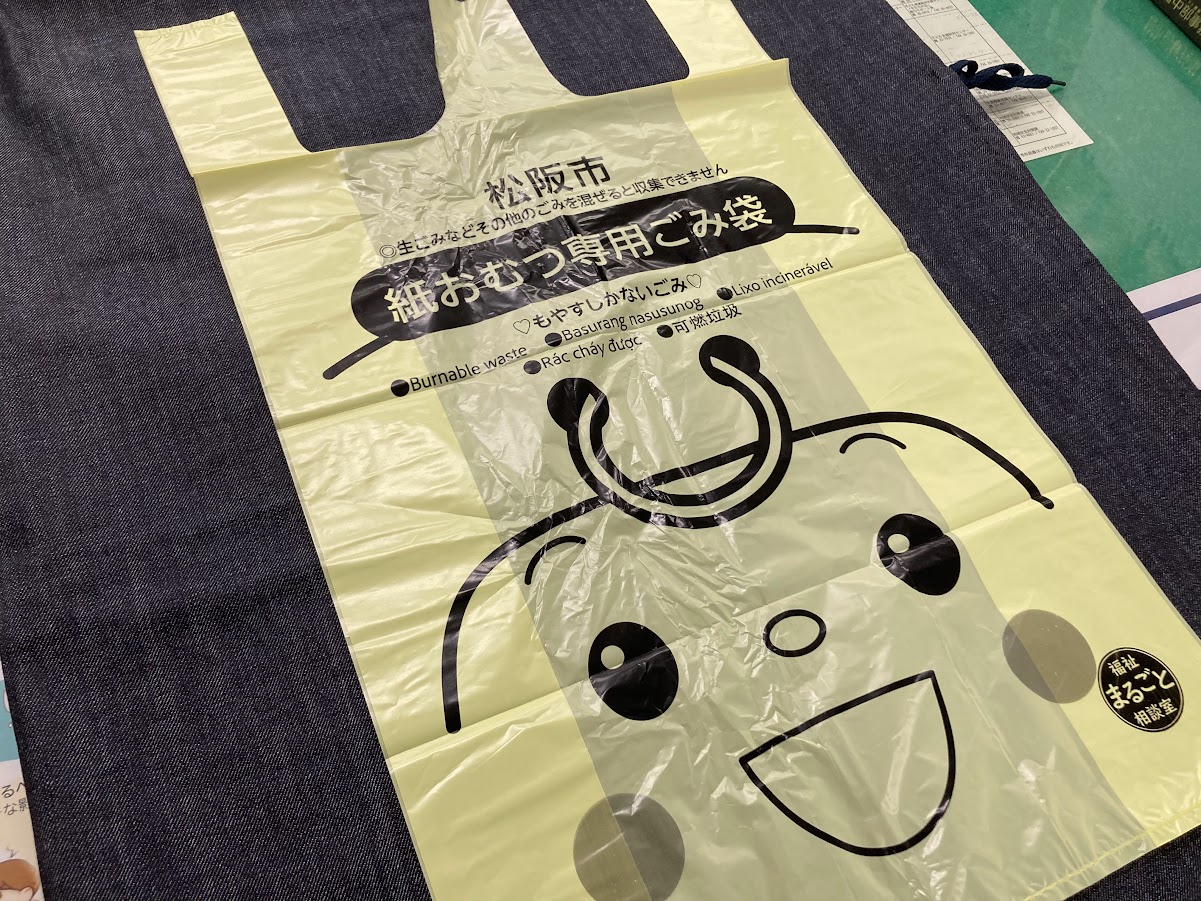 松阪市
◎生ごみなどその他のごみを混ぜると収集できません
紙おむつ専用ごみ袋
♡もやすしかないごみ♡
●Burnable waste ●Basurang nasusunog ●Lixo incinerável
●Rác cháy được ●可燃垃圾
福祉
まるごと
相談室